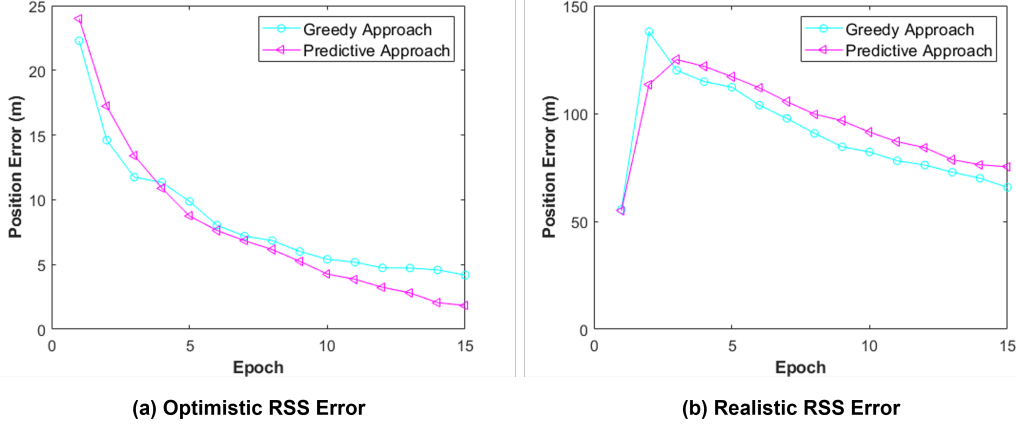 25
20
15
10
5
0
Position Error (m)
Greedy Approach
Predictive Approach
0
5
10
15
Epoch
(a) Optimistic RSS Error
150
100
50
0
Position Error (m)
Greedy Approach
Predictive Approach
0
5
10
15
Epoch
(b) Realistic RSS Error